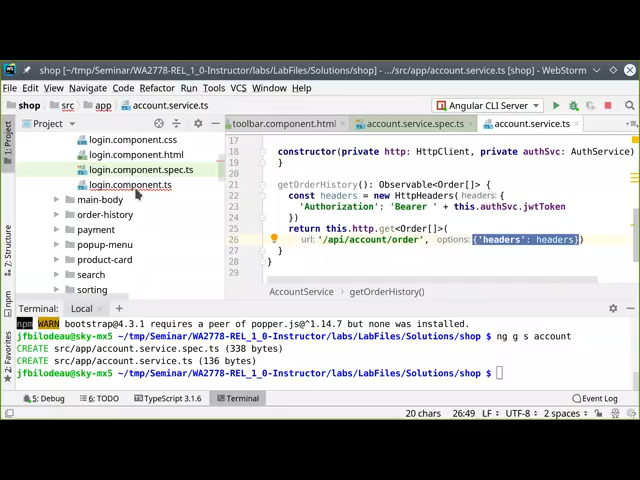 shop [~/tmp/Seminar/WA2778-REL_1_0-Instructor/labs/LabFiles/Solutions/shop] - .../src/app/account.service.ts [shop] - WebStorm
File Edit View Navigate Code Refactor Run Tools VCS Window Help
shop src app account.service.ts Angular CLI Server
Project toolbar.component.html account.service.spec.ts account.service.ts
1: Project
login.component.css
login.component.html
login.component.spec.ts
login.component.ts
main-body
order-history
payment
popup-menu
product-card
search
sorting
7: Structure
npm
2: Favorites
17
18 constructor(private http: HttpClient, private authSvc: AuthService)
19 }
20
21 getOrderHistory(): Observable<Order[]> {
22 const headers = new HttpHeaders( headers: {
23 'Authorization': 'Bearer ' + this.authSvc.jwtToken
24 })
25 return this.http.get<Order[]>(
26 url: '/api/account/order', options: {'headers': headers})
27 }
28 }
29
AccountService getOrderHistory()
Terminal: Local
npm WARN bootstrap@4.3.1 requires a peer of popper.js@^1.14.7 but none was installed.
jfbilodeau@sky-mx5 ~/tmp/Seminar/WA2778-REL_1_0-Instructor/labs/LabFiles/Solutions/shop $ ng g s account
CREATE src/app/account.service.spec.ts (338 bytes)
CREATE src/app/account.service.ts (136 bytes)
jfbilodeau@sky-mx5 ~/tmp/Seminar/WA2778-REL_1_0-Instructor/labs/LabFiles/Solutions/shop $
5: Debug 6: TODO TypeScript 3.1.6 Terminal Event Log
20 chars 26:49 LF UTF-8 2 spaces